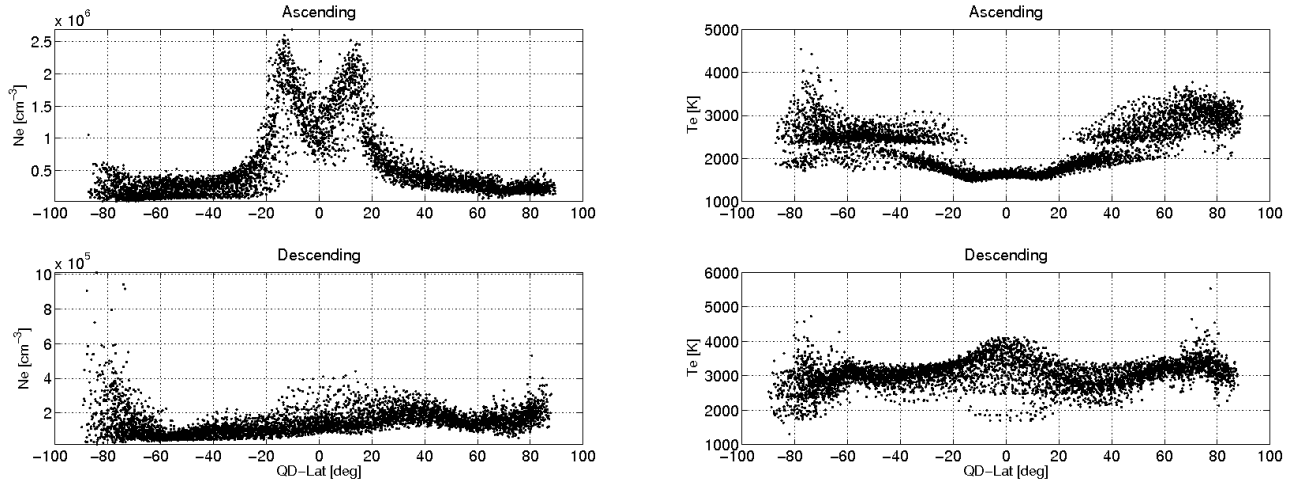 Ascending
x 10^6
Ne [cm^−3]
2.5
2
1.5
1
0.5
−100 −80 −60 −40 −20 0 20 40 60 80 100
Ascending
Te [K]
5000
4000
3000
2000
1000
−100 −80 −60 −40 −20 0 20 40 60 80 100
Descending
x 10^5
Ne [cm^−3]
10
8
6
4
2
−100 −80 −60 −40 −20 0 20 40 60 80 100
QD−Lat [deg]
Descending
Te [K]
6000
5000
4000
3000
2000
1000
−100 −80 −60 −40 −20 0 20 40 60 80 100
QD−Lat [deg]